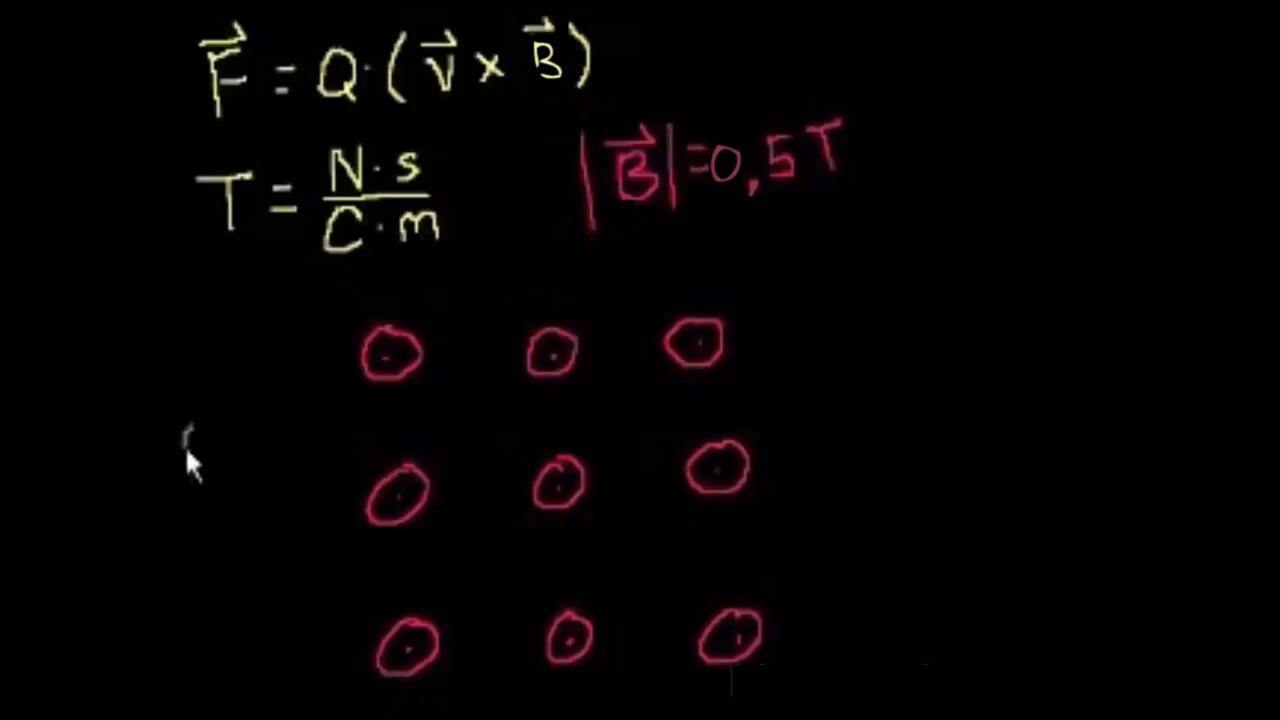 F⃗ = Q·(v⃗ × B⃗)
T = N·s / C·m
|B⃗| = 0,5 T